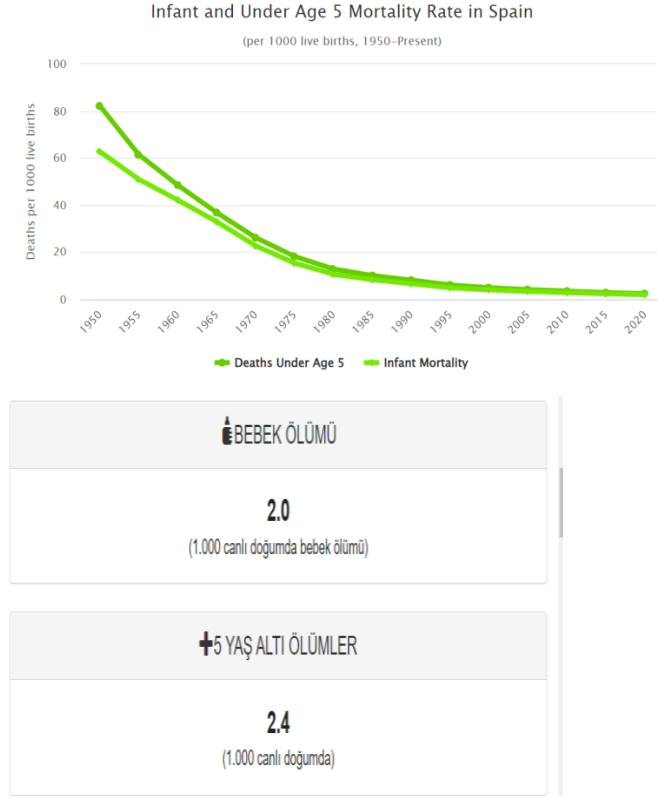 Infant and Under Age 5 Mortality Rate in Spain
(per 1000 live births, 1950-Present)
Deaths per 1000 live births
100
80
60
40
20
0
1950 1955 1960 1965 1970 1975 1980 1985 1990 1995 2000 2005 2010 2015 2020
Deaths Under Age 5 Infant Mortality
BEBEK ÖLÜMÜ
2.0
(1.000 canlı doğumda bebek ölümü)
5 YAŞ ALTI ÖLÜMLER
2.4
(1.000 canlı doğumda)